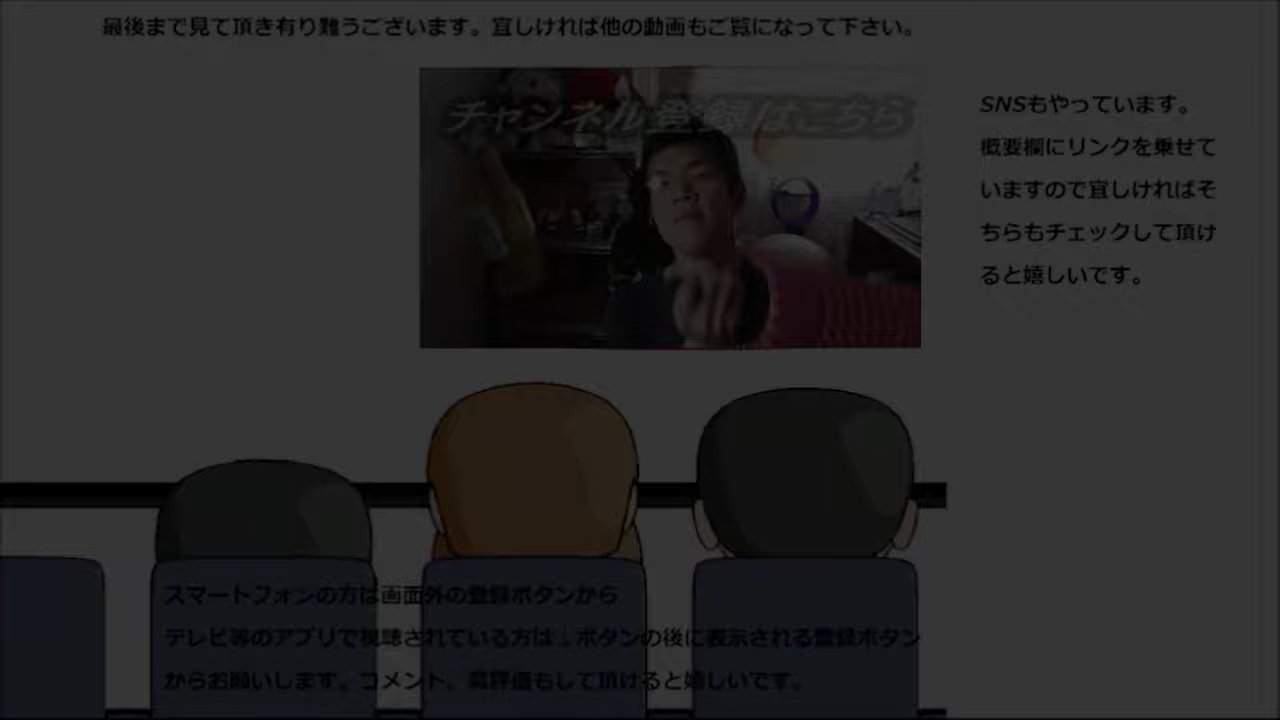 最後まで見て頂き有り難うございます。宜しければ他の動画もご覧になって下さい。
チャンネル登録はこちら
SNSもやっています。
概要欄にリンクを乗せて
いますので宜しければそ
ちらもチェックして頂け
ると嬉しいです。
スマートフォンの方は画面外の登録ボタンから
テレビ等のアプリで視聴されている方は↓ボタンの後に表示される登録ボタン
からお願いします。コメント、高評価もして頂けると嬉しいです。